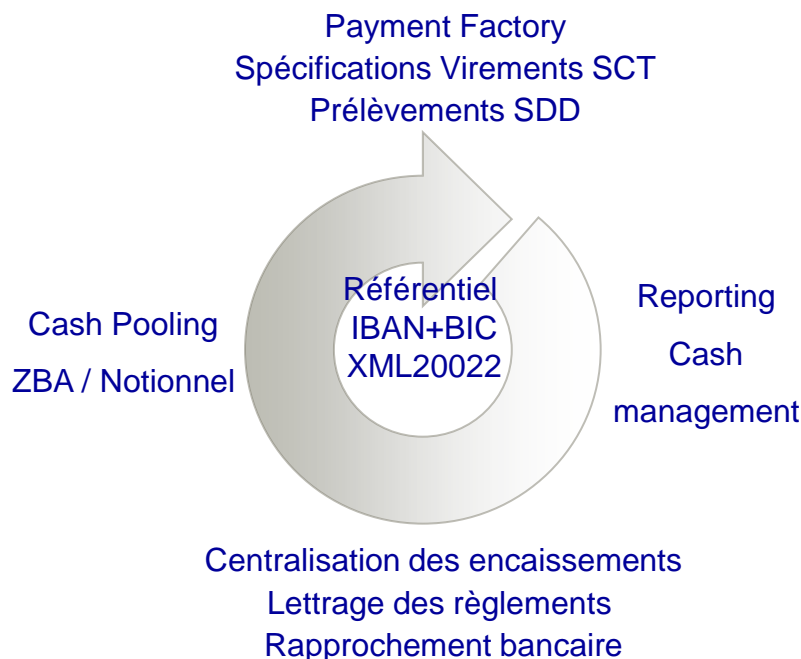 Payment Factory
Spécifications Virements SCT
Prélèvements SDD
Référentiel
IBAN+BIC
XML20022
Reporting
Cash
management
Cash Pooling
ZBA / Notionnel
Centralisation des encaissements
Lettrage des règlements
Rapprochement bancaire